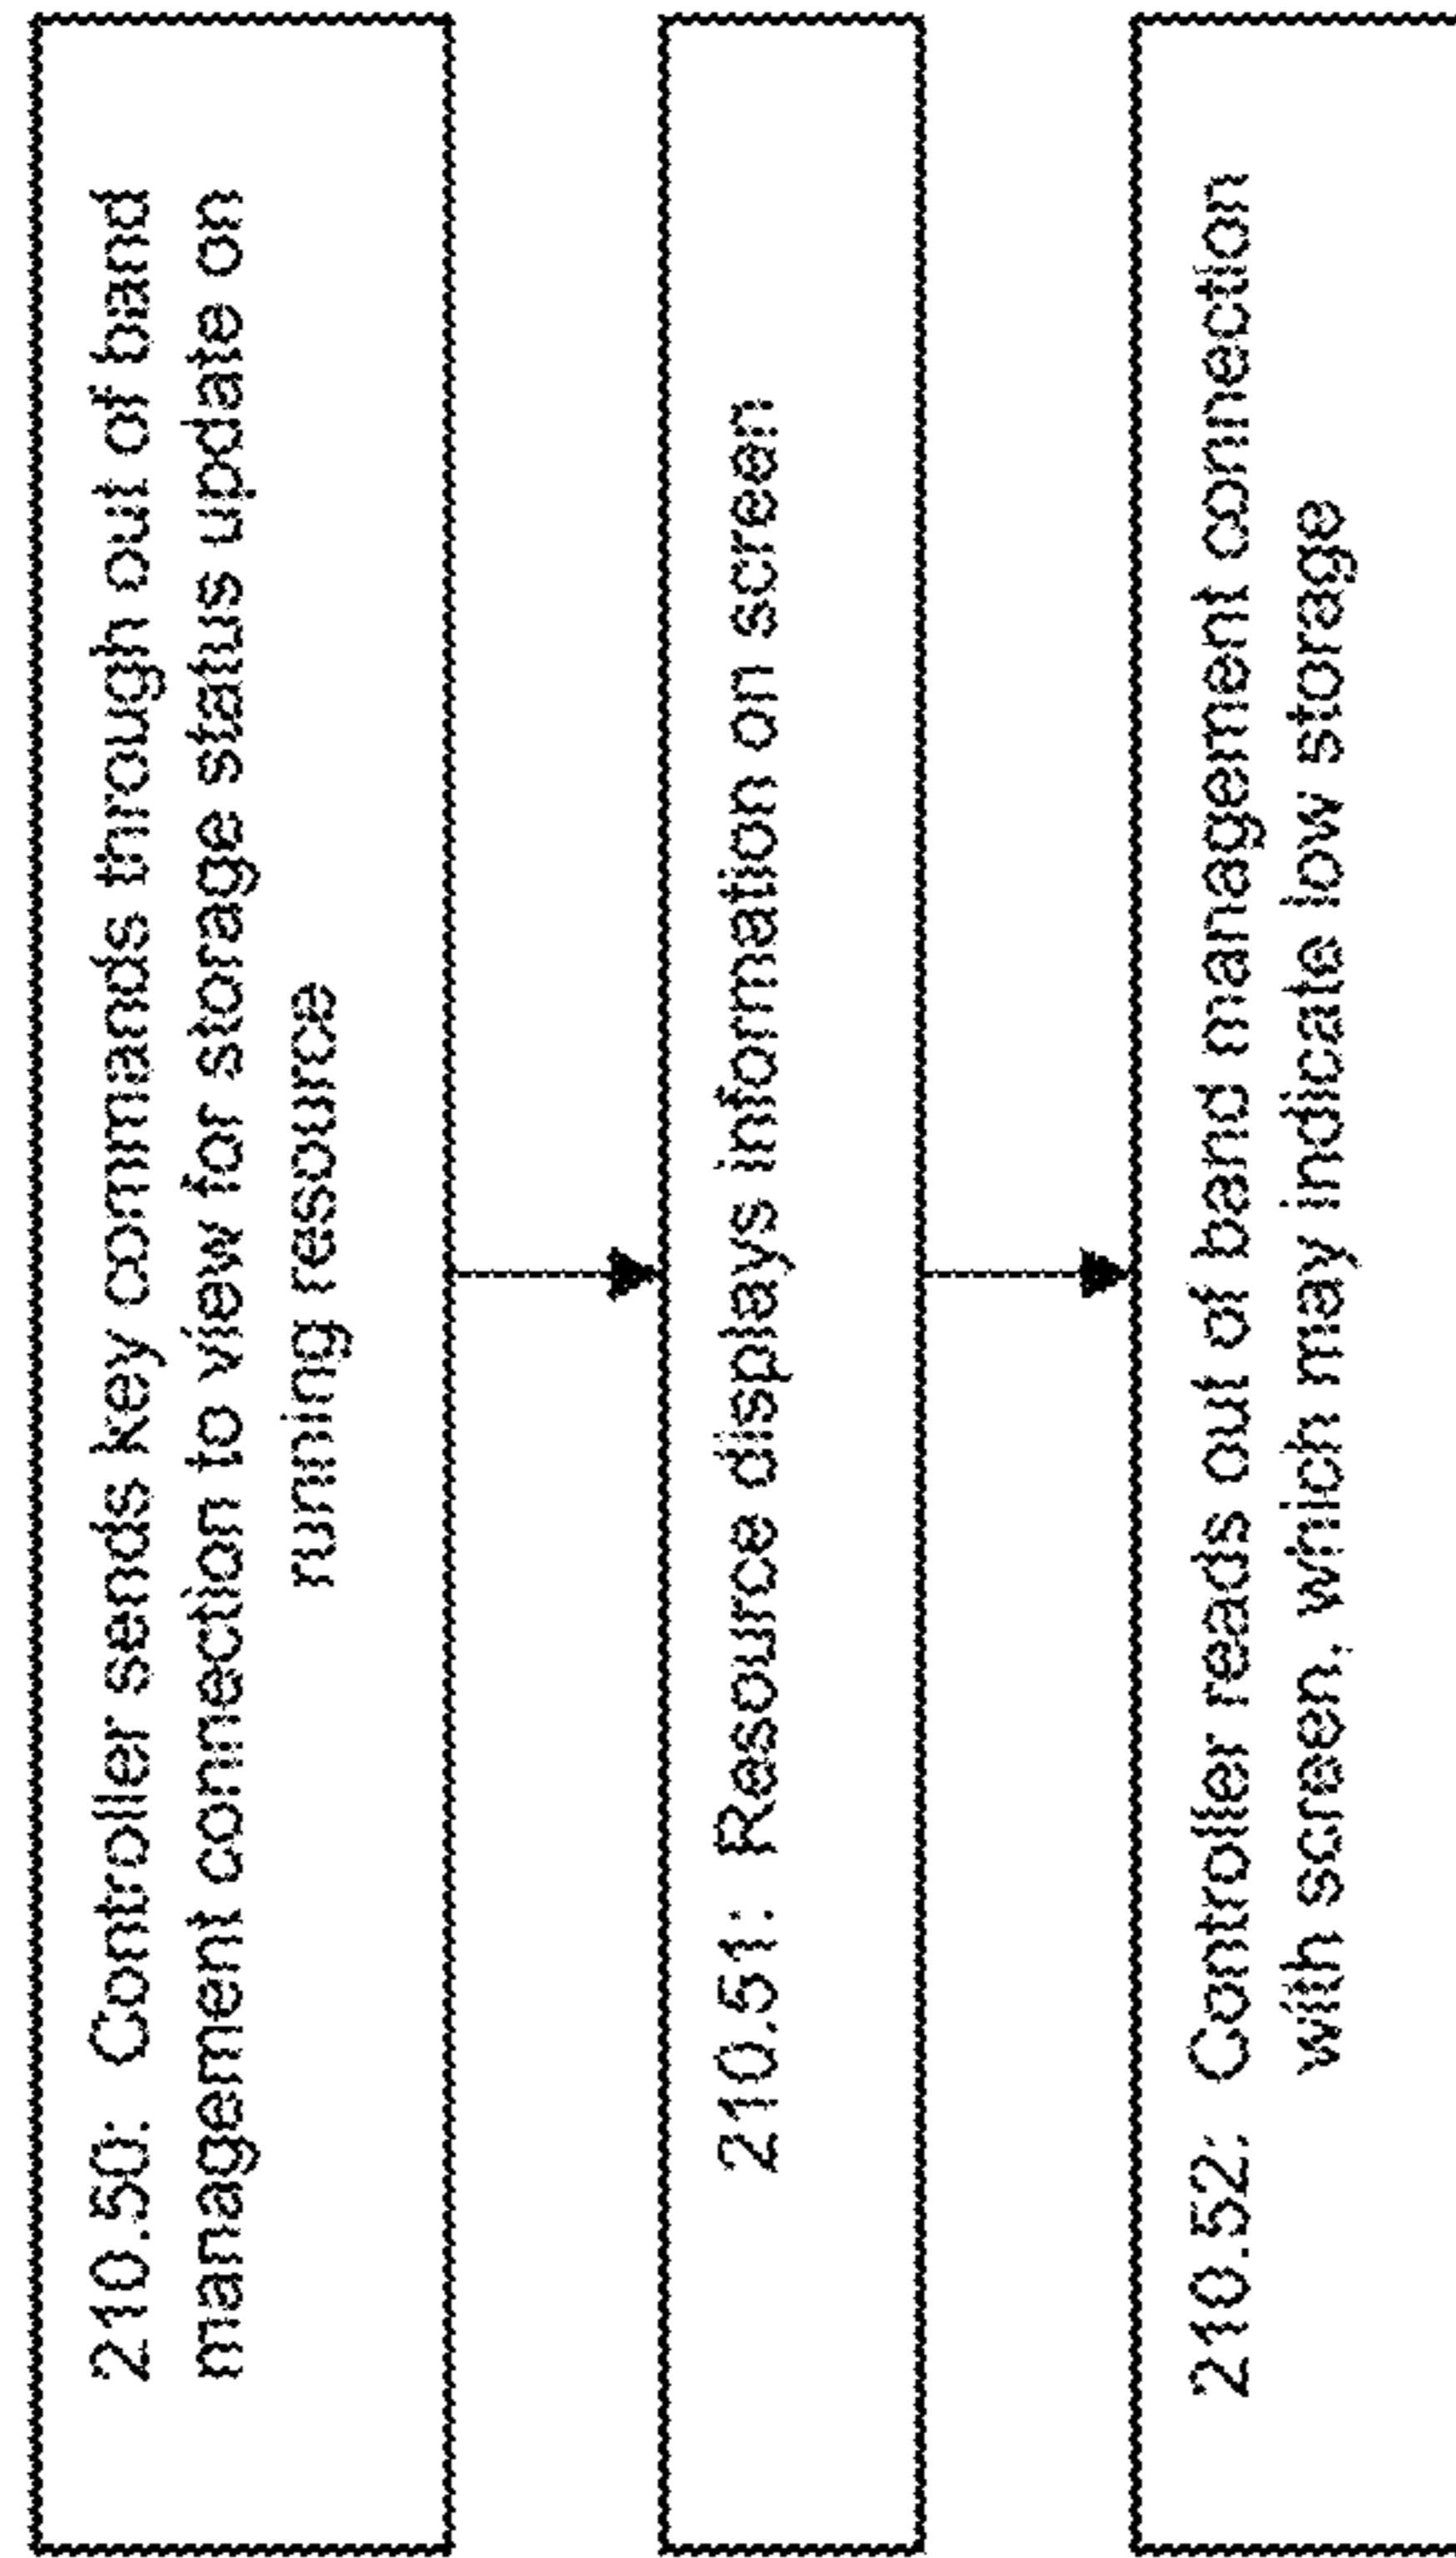 210.50: Controller sends key commands through out of band
management connection to view for storage status update on
running resource
210.51: Resource displays information on screen
210.52: Controller reads out of band management connection
with screen, which may indicate low storage